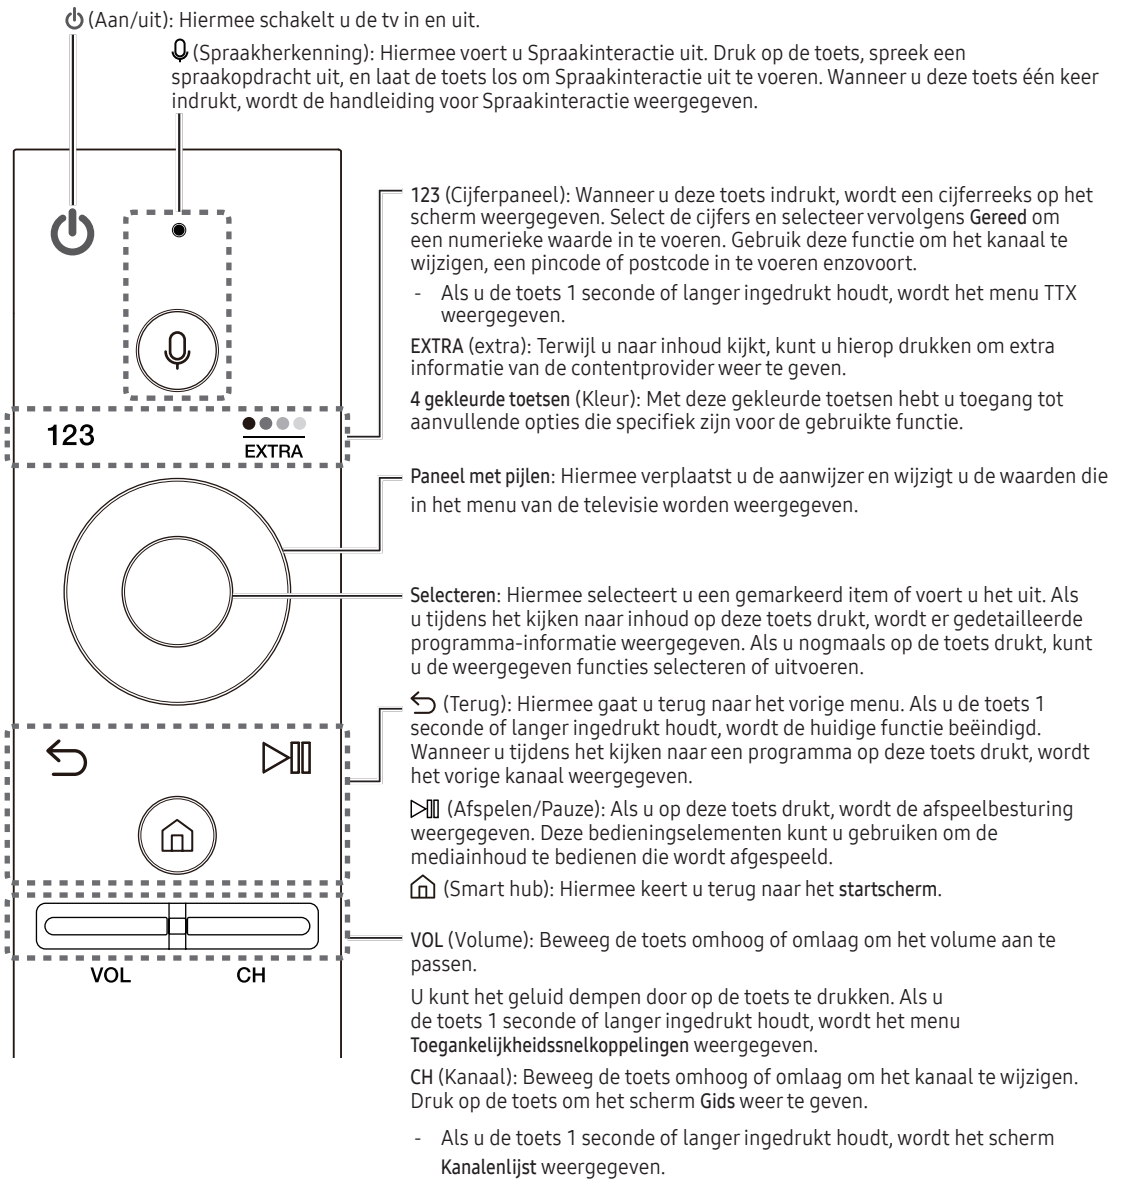 (Aan/uit): Hiermee schakelt u de tv in en uit.
(Spraakherkenning): Hiermee voert u Spraakinteractie uit. Druk op de toets, spreek een
spraakopdracht uit, en laat de toets los om Spraakinteractie uit te voeren. Wanneer u deze toets één keer
indrukt, wordt de handleiding voor Spraakinteractie weergegeven.
123 (Cijferpaneel): Wanneer u deze toets indrukt, wordt een cijferreeks op het
scherm weergegeven. Select de cijfers en selecteer vervolgens Gereed om
een numerieke waarde in te voeren. Gebruik deze functie om het kanaal te
wijzigen, een pincode of postcode in te voeren enzovoort.
- Als u de toets 1 seconde of langer ingedrukt houdt, wordt het menu TTX
weergegeven.
EXTRA (extra): Terwijl u naar inhoud kijkt, kunt u hierop drukken om extra
informatie van de contentprovider weer te geven.
4 gekleurde toetsen (Kleur): Met deze gekleurde toetsen hebt u toegang tot
aanvullende opties die specifiek zijn voor de gebruikte functie.
123
EXTRA
Paneel met pijlen: Hiermee verplaatst u de aanwijzer en wijzigt u de waarden die
in het menu van de televisie worden weergegeven.
Selecteren: Hiermee selecteert u een gemarkeerd item of voert u het uit. Als
u tijdens het kijken naar inhoud op deze toets drukt, wordt er gedetailleerde
programma-informatie weergegeven. Als u nogmaals op de toets drukt, kunt
u de weergegeven functies selecteren of uitvoeren.
(Terug): Hiermee gaat u terug naar het vorige menu. Als u de toets 1
seconde of langer ingedrukt houdt, wordt de huidige functie beëindigd.
Wanneer u tijdens het kijken naar een programma op deze toets drukt, wordt
het vorige kanaal weergegeven.
(Afspelen/Pauze): Als u op deze toets drukt, wordt de afspeelbesturing
weergegeven. Deze bedieningselementen kunt u gebruiken om de
mediainhoud te bedienen die wordt afgespeeld.
(Smart hub): Hiermee keert u terug naar het startscherm.
VOL (Volume): Beweeg de toets omhoog of omlaag om het volume aan te
passen.
VOL
CH
U kunt het geluid dempen door op de toets te drukken. Als u
de toets 1 seconde of langer ingedrukt houdt, wordt het menu
Toegankelijkheidssnelkoppelingen weergegeven.
CH (Kanaal): Beweeg de toets omhoog of omlaag om het kanaal te wijzigen.
Druk op de toets om het scherm Gids weer te geven.
- Als u de toets 1 seconde of langer ingedrukt houdt, wordt het scherm
Kanalenlijst weergegeven.